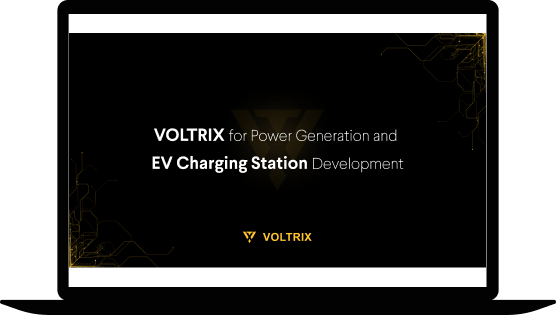 VOLTRIX for Power Generation and
EV Charging Station Development
VOLTRIX